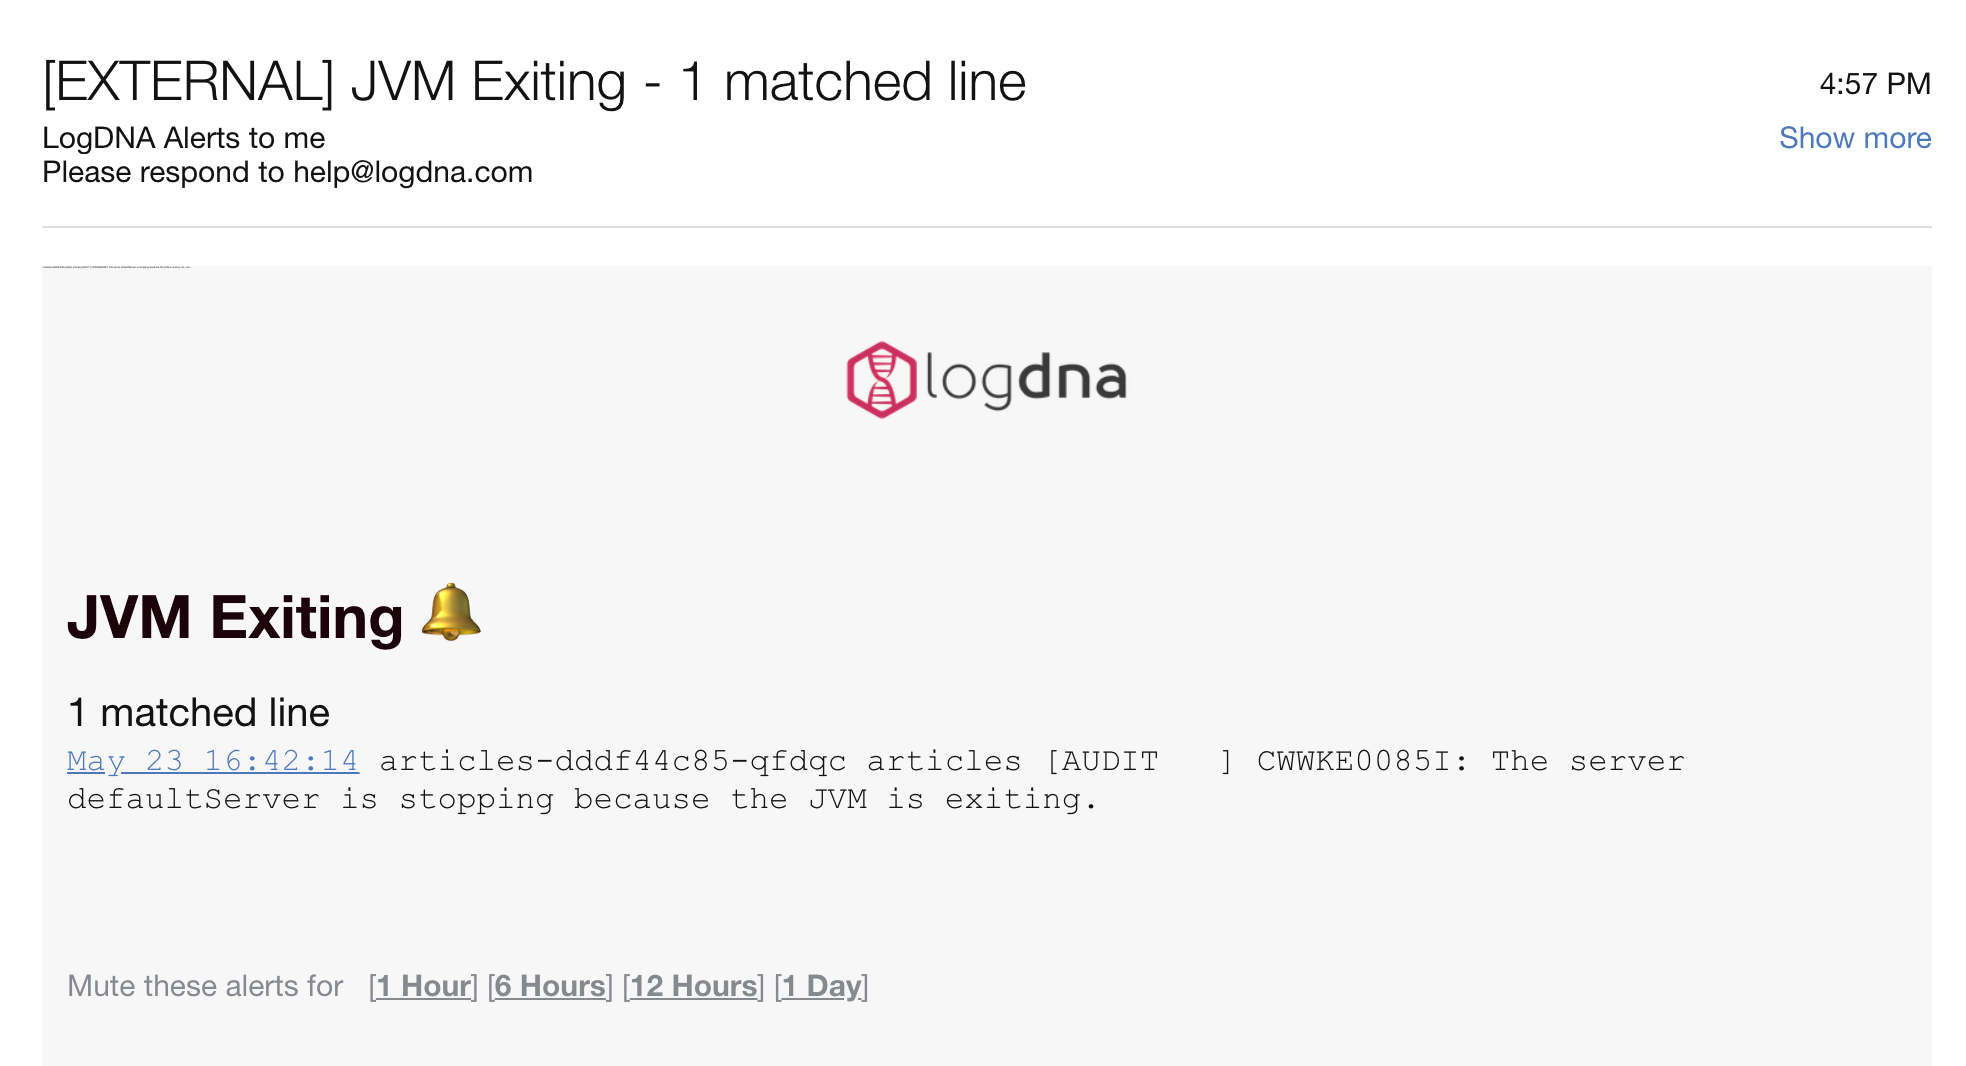 [EXTERNAL] JVM Exiting - 1 matched line
4:57 PM
LogDNA Alerts to me
Show more
Please respond to help@logdna.com
logdna
JVM Exiting
1 matched line
May 23 16:42:14 articles-dddf44c85-qfdqc articles [AUDIT   ] CWWKE0085I: The server
defaultServer is stopping because the JVM is exiting.
Mute these alerts for [1 Hour] [6 Hours] [12 Hours] [1 Day]